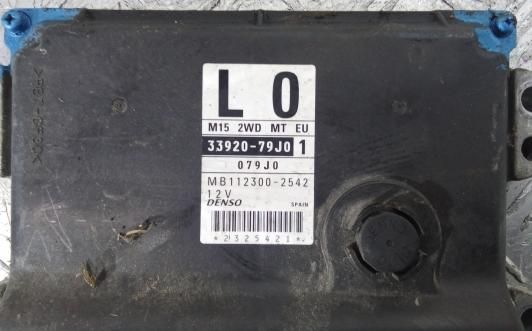 L 0
M15 2WD MT EU
33920-79J0 1
079J0
MB112300-2542
12V
DENSO SPAIN
*2325421*